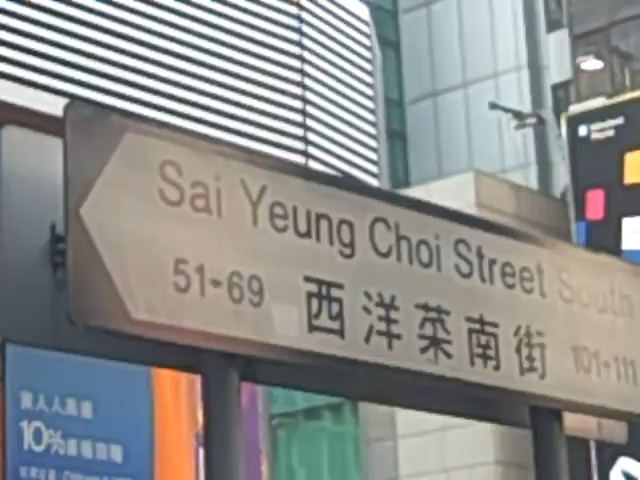 Sai Yeung Choi Street South
51-69 西洋菜南街 101-111
10%